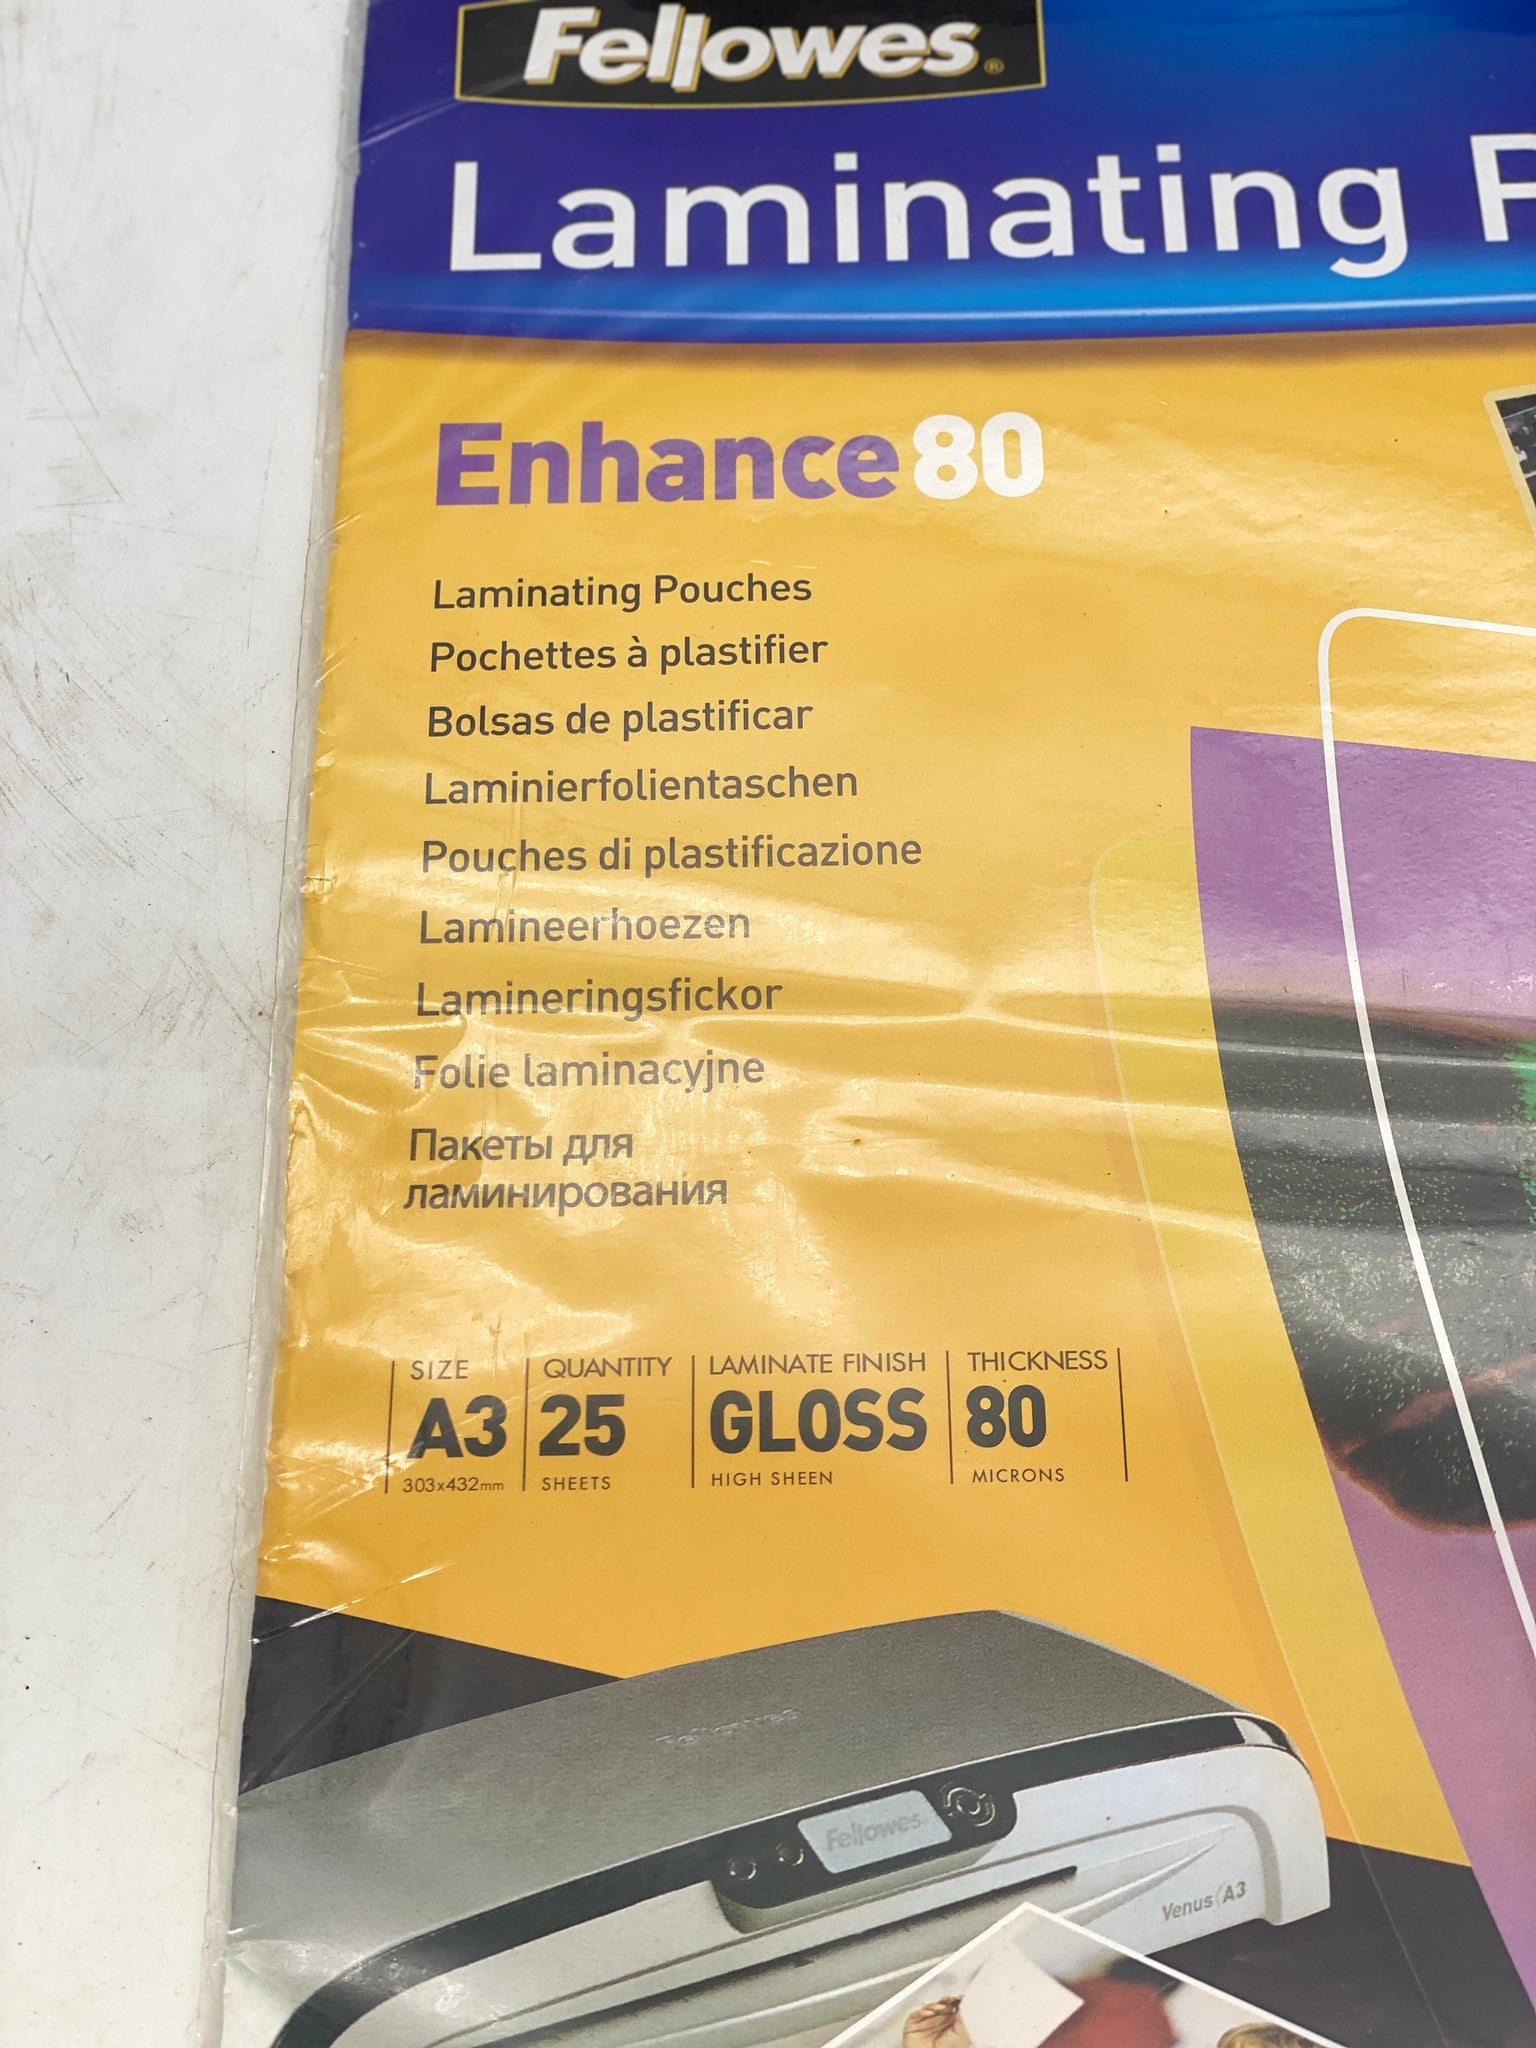 Fellowes®
Laminating P
Enhance80
Laminating Pouches
Pochettes à plastifier
Bolsas de plastificar
Laminierfolientaschen
Pouches di plastificazione
Lamineerhoezen
Lamineringsfickor
Folie laminacyjne
Пакеты для
ламинирования
SIZE QUANTITY LAMINATE FINISH THICKNESS
A3 25 GLOSS 80
303x432mm SHEETS HIGH SHEEN MICRONS
Fellowes
Fellowes
Venus A3